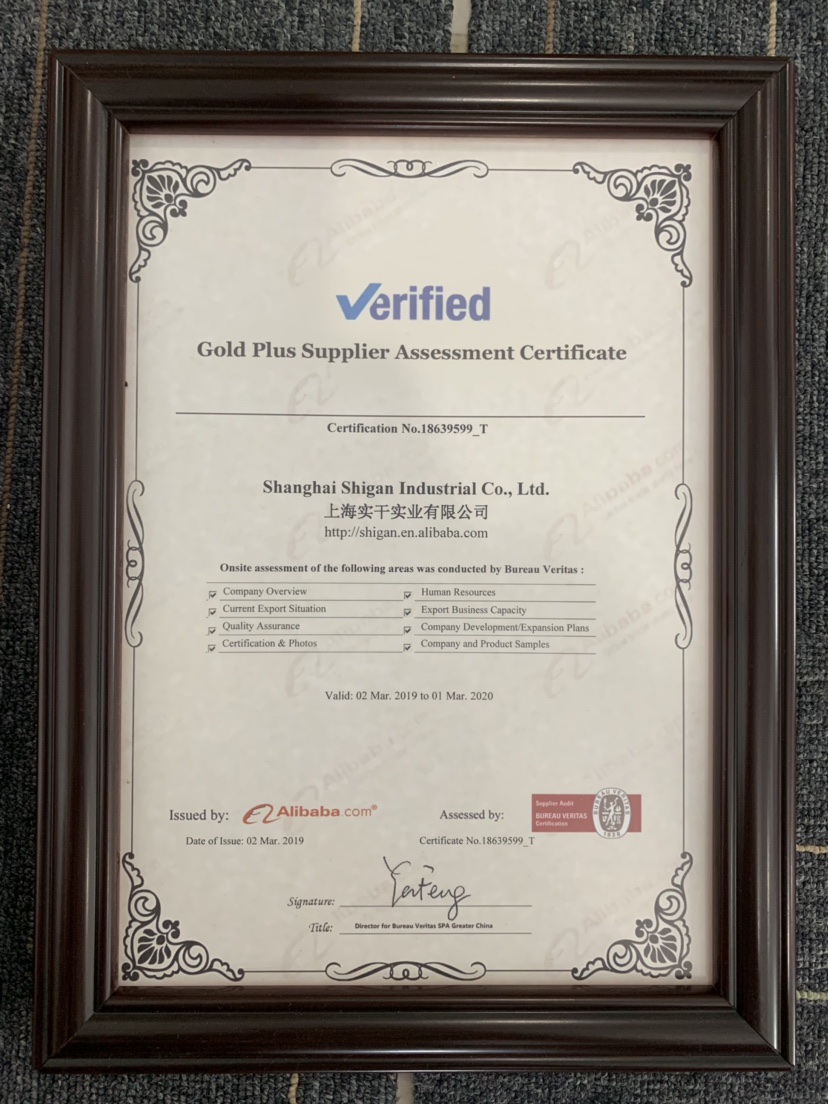 Verified
Gold Plus Supplier Assessment Certificate
Certification No.18639599_T
Shanghai Shigan Industrial Co., Ltd.
上海实干实业有限公司
http://shigan.en.alibaba.com
Onsite assessment of the following areas was conducted by Bureau Veritas :
Company Overview Human Resources
Current Export Situation Export Business Capacity
Quality Assurance Company Development/Expansion Plans
Certification & Photos Company and Product Samples
Valid: 02 Mar. 2019 to 01 Mar. 2020
Issued by: Alibaba.com® Assessed by: Supplier Audit
BUREAU VERITAS
Certification
BUREAU VERITAS
1828
Date of Issue: 02 Mar. 2019 Certificate No.18639599_T
Signature: Yateng
Title: Director for Bureau Veritas SPA Greater China